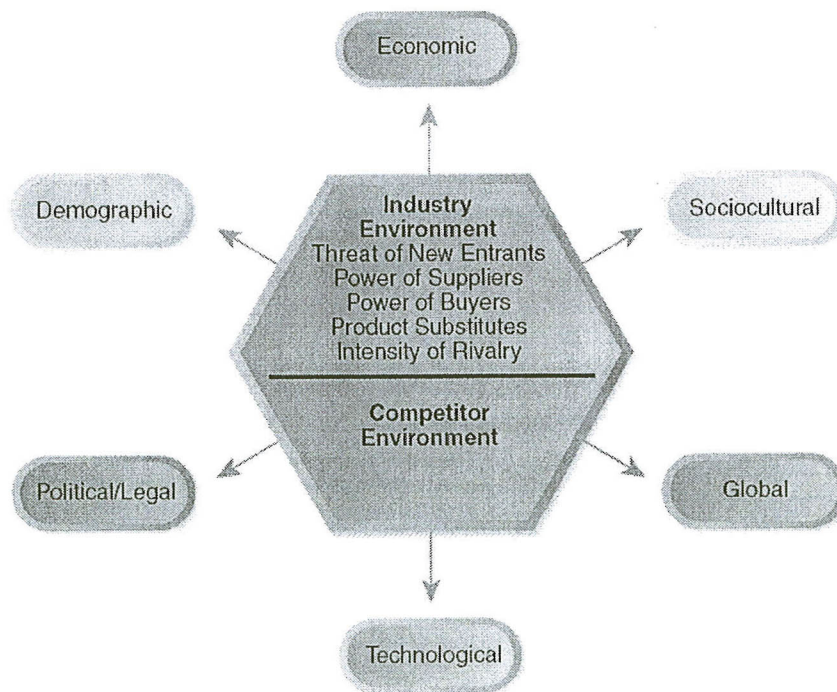 Economic
Demographic
Sociocultural
Industry
Environment
Threat of New Entrants
Power of Suppliers
Power of Buyers
Product Substitutes
Intensity of Rivalry
Competitor
Environment
Political/Legal
Global
Technological